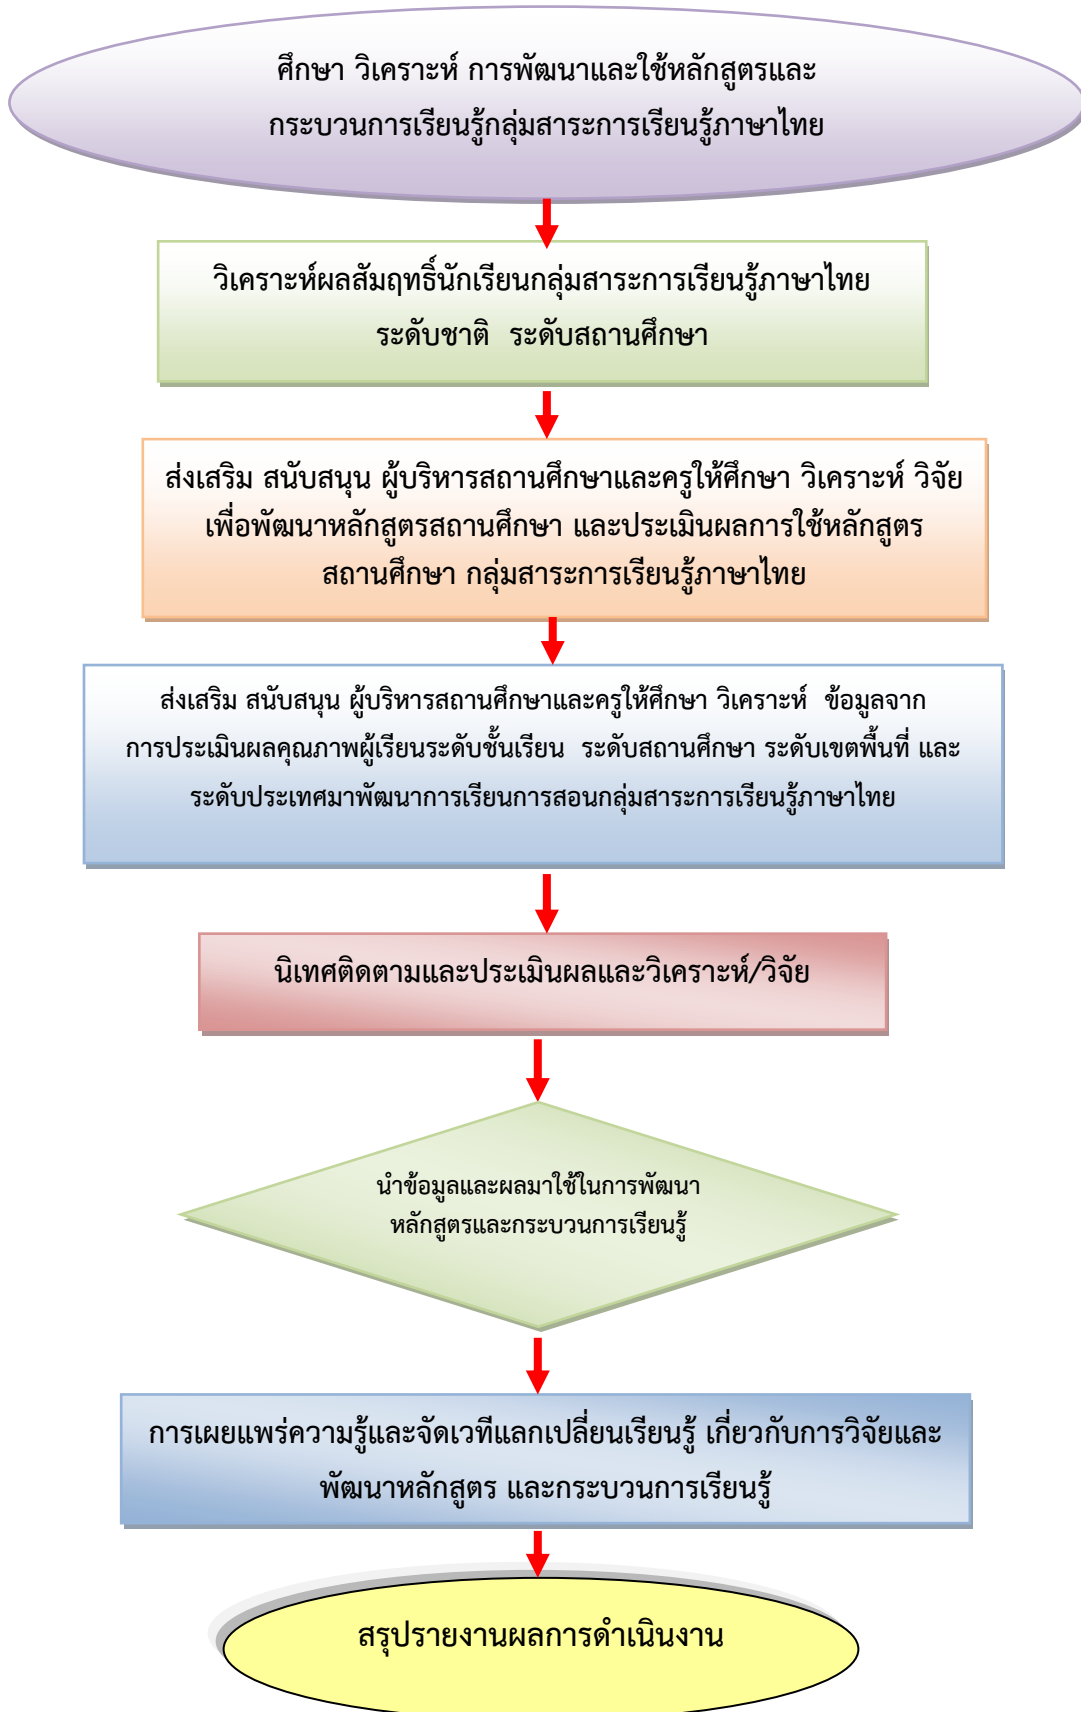 ศึกษา วิเคราะห์ การพัฒนาและใช้หลักสูตรและ
กระบวนการเรียนรู้กลุ่มสาระการเรียนรู้ภาษาไทย
วิเคราะห์ผลสัมฤทธิ์นักเรียนกลุ่มสาระการเรียนรู้ภาษาไทย
ระดับชาติ  ระดับสถานศึกษา
ส่งเสริม สนับสนุน ผู้บริหารสถานศึกษาและครูให้ศึกษา วิเคราะห์ วิจัย
เพื่อพัฒนาหลักสูตรสถานศึกษา และประเมินผลการใช้หลักสูตร
สถานศึกษา กลุ่มสาระการเรียนรู้ภาษาไทย
ส่งเสริม สนับสนุน ผู้บริหารสถานศึกษาและครูให้ศึกษา วิเคราะห์  ข้อมูลจาก
การประเมินผลคุณภาพผู้เรียนระดับชั้นเรียน  ระดับสถานศึกษา ระดับเขตพื้นที่ และ
ระดับประเทศมาพัฒนาการเรียนการสอนกลุ่มสาระการเรียนรู้ภาษาไทย
นิเทศติดตามและประเมินผลและวิเคราะห์/วิจัย
นำข้อมูลและผลมาใช้ในการพัฒนา
หลักสูตรและกระบวนการเรียนรู้
การเผยแพร่ความรู้และจัดเวทีแลกเปลี่ยนเรียนรู้ เกี่ยวกับการวิจัยและ
พัฒนาหลักสูตร และกระบวนการเรียนรู้
สรุปรายงานผลการดำเนินงาน